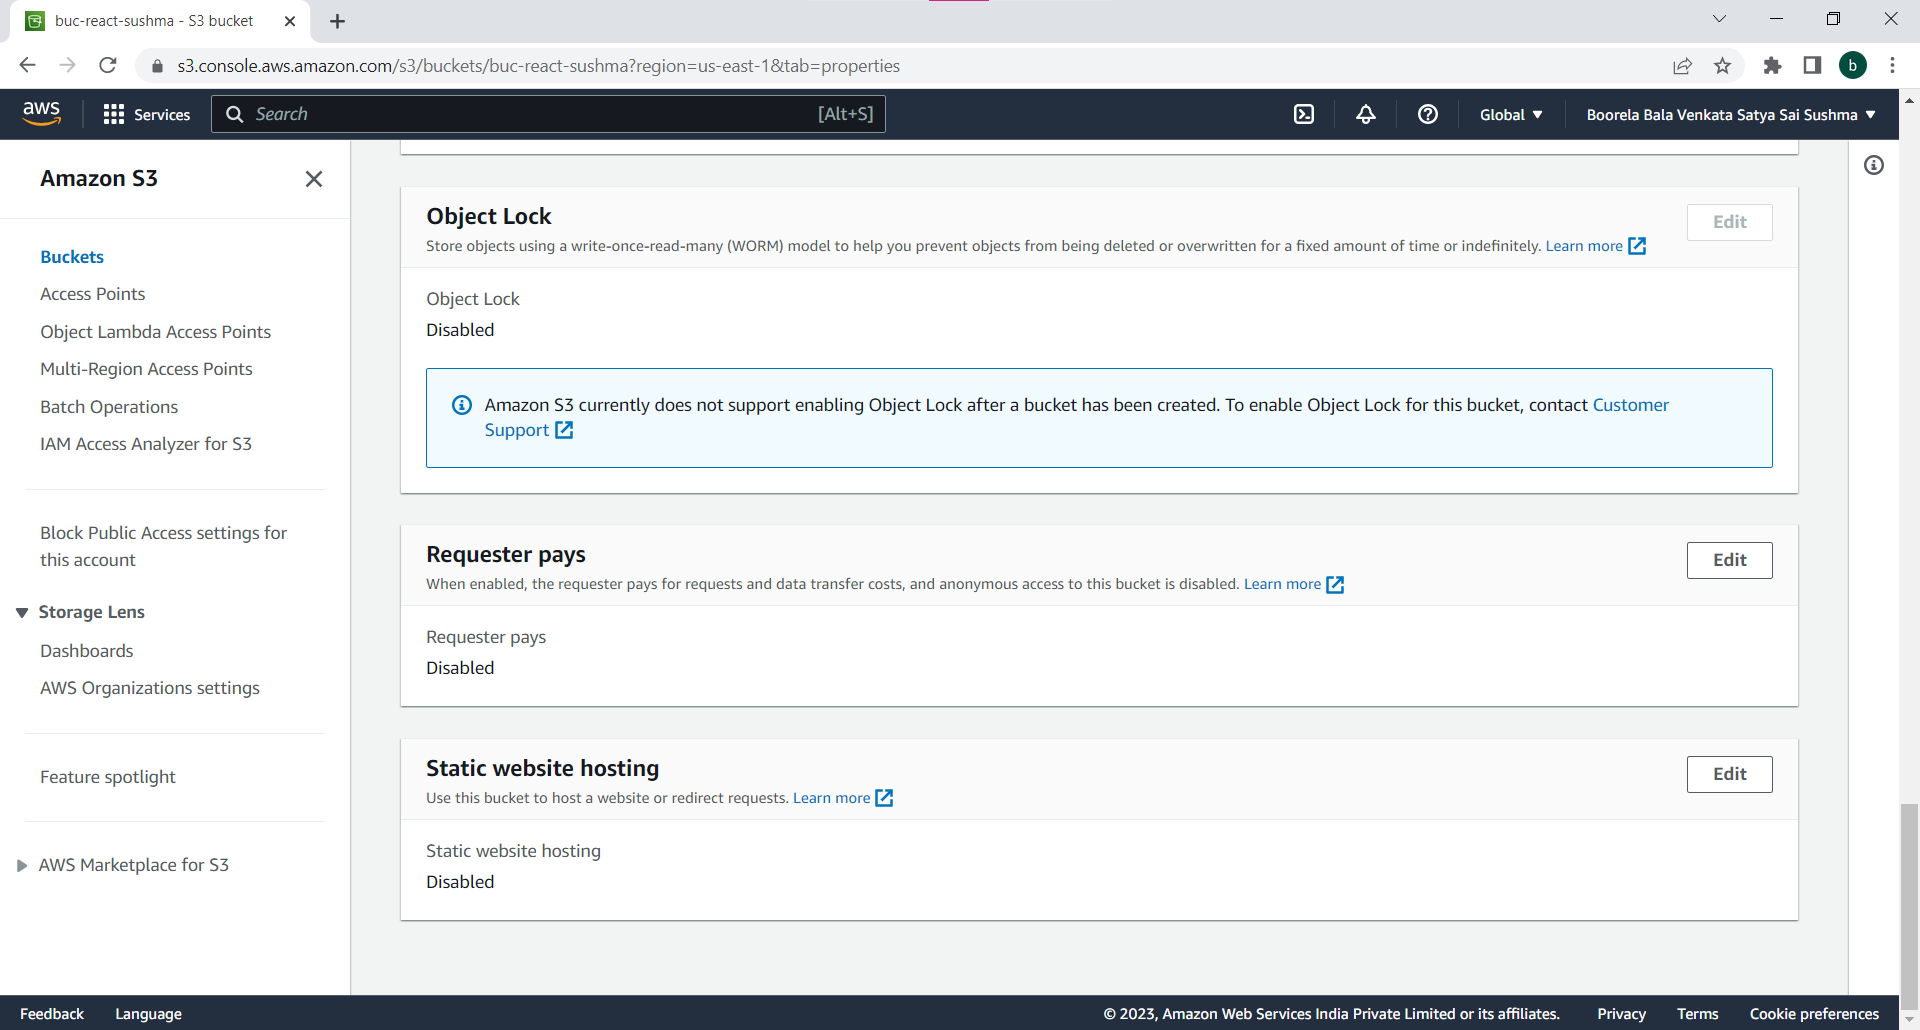 buc-react-sushma - S3 bucket
s3.console.aws.amazon.com/s3/buckets/buc-react-sushma?region=us-east-1&tab=properties
b
aws
Services
Search
[Alt+S]
Global
Boorela Bala Venkata Satya Sai Sushma
Amazon S3
Buckets
Access Points
Object Lambda Access Points
Multi-Region Access Points
Batch Operations
IAM Access Analyzer for S3
Block Public Access settings for
this account
Storage Lens
Dashboards
AWS Organizations settings
Feature spotlight
AWS Marketplace for S3
Object Lock
Edit
Store objects using a write-once-read-many (WORM) model to help you prevent objects from being deleted or overwritten for a fixed amount of time or indefinitely. Learn more
Object Lock
Disabled
Amazon S3 currently does not support enabling Object Lock after a bucket has been created. To enable Object Lock for this bucket, contact Customer
Support
Requester pays
Edit
When enabled, the requester pays for requests and data transfer costs, and anonymous access to this bucket is disabled. Learn more
Requester pays
Disabled
Static website hosting
Edit
Use this bucket to host a website or redirect requests. Learn more
Static website hosting
Disabled
Feedback
Language
© 2023, Amazon Web Services India Private Limited or its affiliates.
Privacy
Terms
Cookie preferences